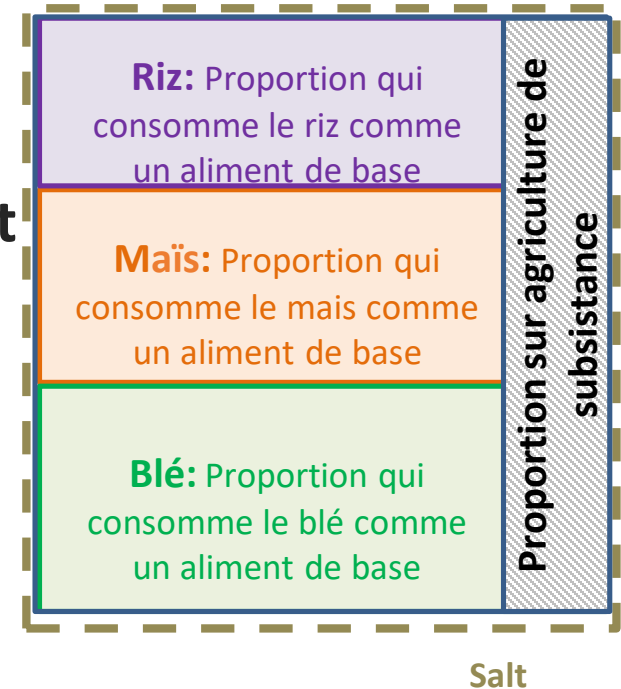 Riz: Proportion qui
consomme le riz comme
un aliment de base
t
Maïs: Proportion qui
consomme le mais comme
un aliment de base
Blé: Proportion qui
consomme le blé comme
un aliment de base
Proportion sur agriculture de
subsistance
Salt